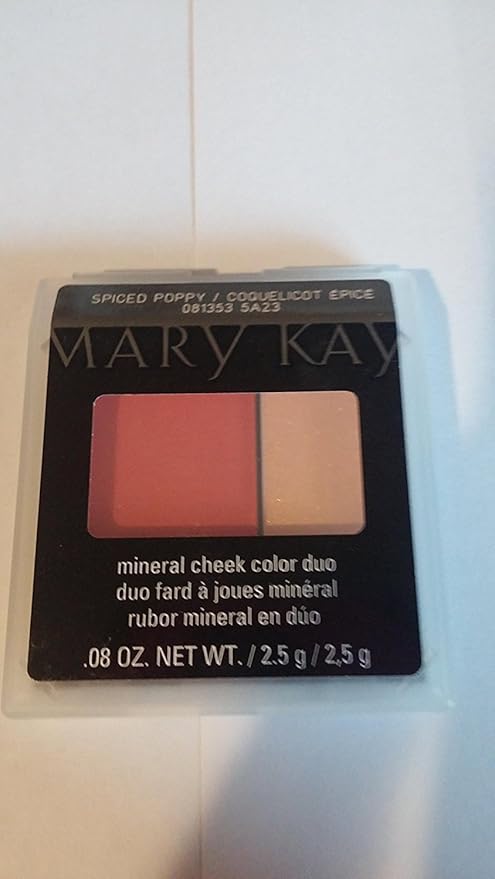 SPICED POPPY / COQUELICOT ÉPICÉ
081353 5A23
MARY KAY
mineral cheek color duo
duo fard à joues minéral
rubor mineral en dúo
.08 OZ. NET WT. / 2.5 g / 2,5 g